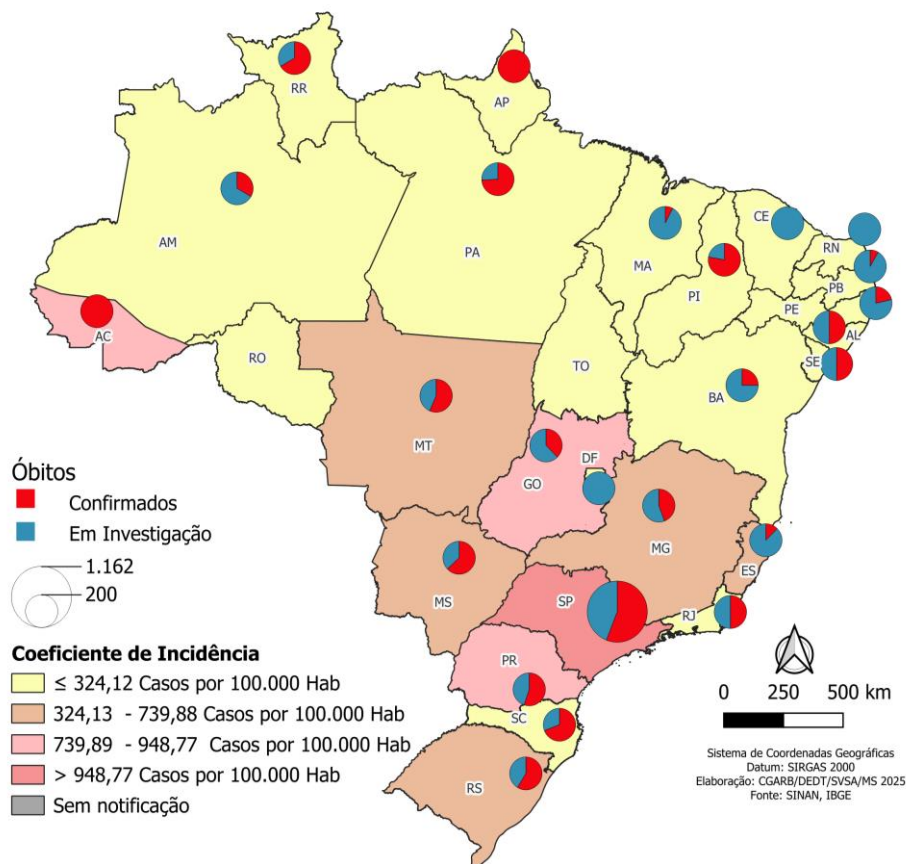 RR
AP
AM
PA
MA
CE
RN
PB
PI
PE
AL
AC
SE
RO
TO
BA
MT
DF
GO
MG
ES
MS
SP
RJ
PR
SC
RS
Óbitos
Confirmados
Em Investigação
1.162
200
Coeficiente de Incidência
≤ 324,12 Casos por 100.000 Hab
324,13 - 739,88 Casos por 100.000 Hab
739,89 - 948,77 Casos por 100.000 Hab
> 948,77 Casos por 100.000 Hab
Sem notificação
0 250 500 km
Sistema de Coordenadas Geográficas
Datum: SIRGAS 2000
Elaboração: CGARB/DEDT/SVSA/MS 2025
Fonte: SINAN, IBGE